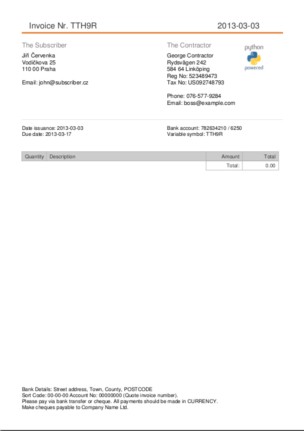 Invoice Nr. TTH9R 2013-03-03
The Subscriber
Jiří Červenka
Vodičkova 25
110 00 Praha
Email: john@subscriber.cz
The Contractor
George Contractor
Rydsvägen 242
584 64 Linköping
Reg No: 523489473
Tax No: US092748793
Phone: 076-577-9284
Email: boss@example.com
python
powered
Date issuance: 2013-03-03
Due date: 2013-03-17
Bank account: 782634210 / 6250
Variable symbol: TTH9R
Quantity Description Amount Total
Total: 0.06
Bank Details: Street address, Town, County, POSTCODE
Sort Code: 00-00-00 Account No: 00000000 (Quote invoice number).
Please pay via bank transfer or cheque. All payments should be made in CURRENCY.
Make cheques payable to Company Name Ltd.